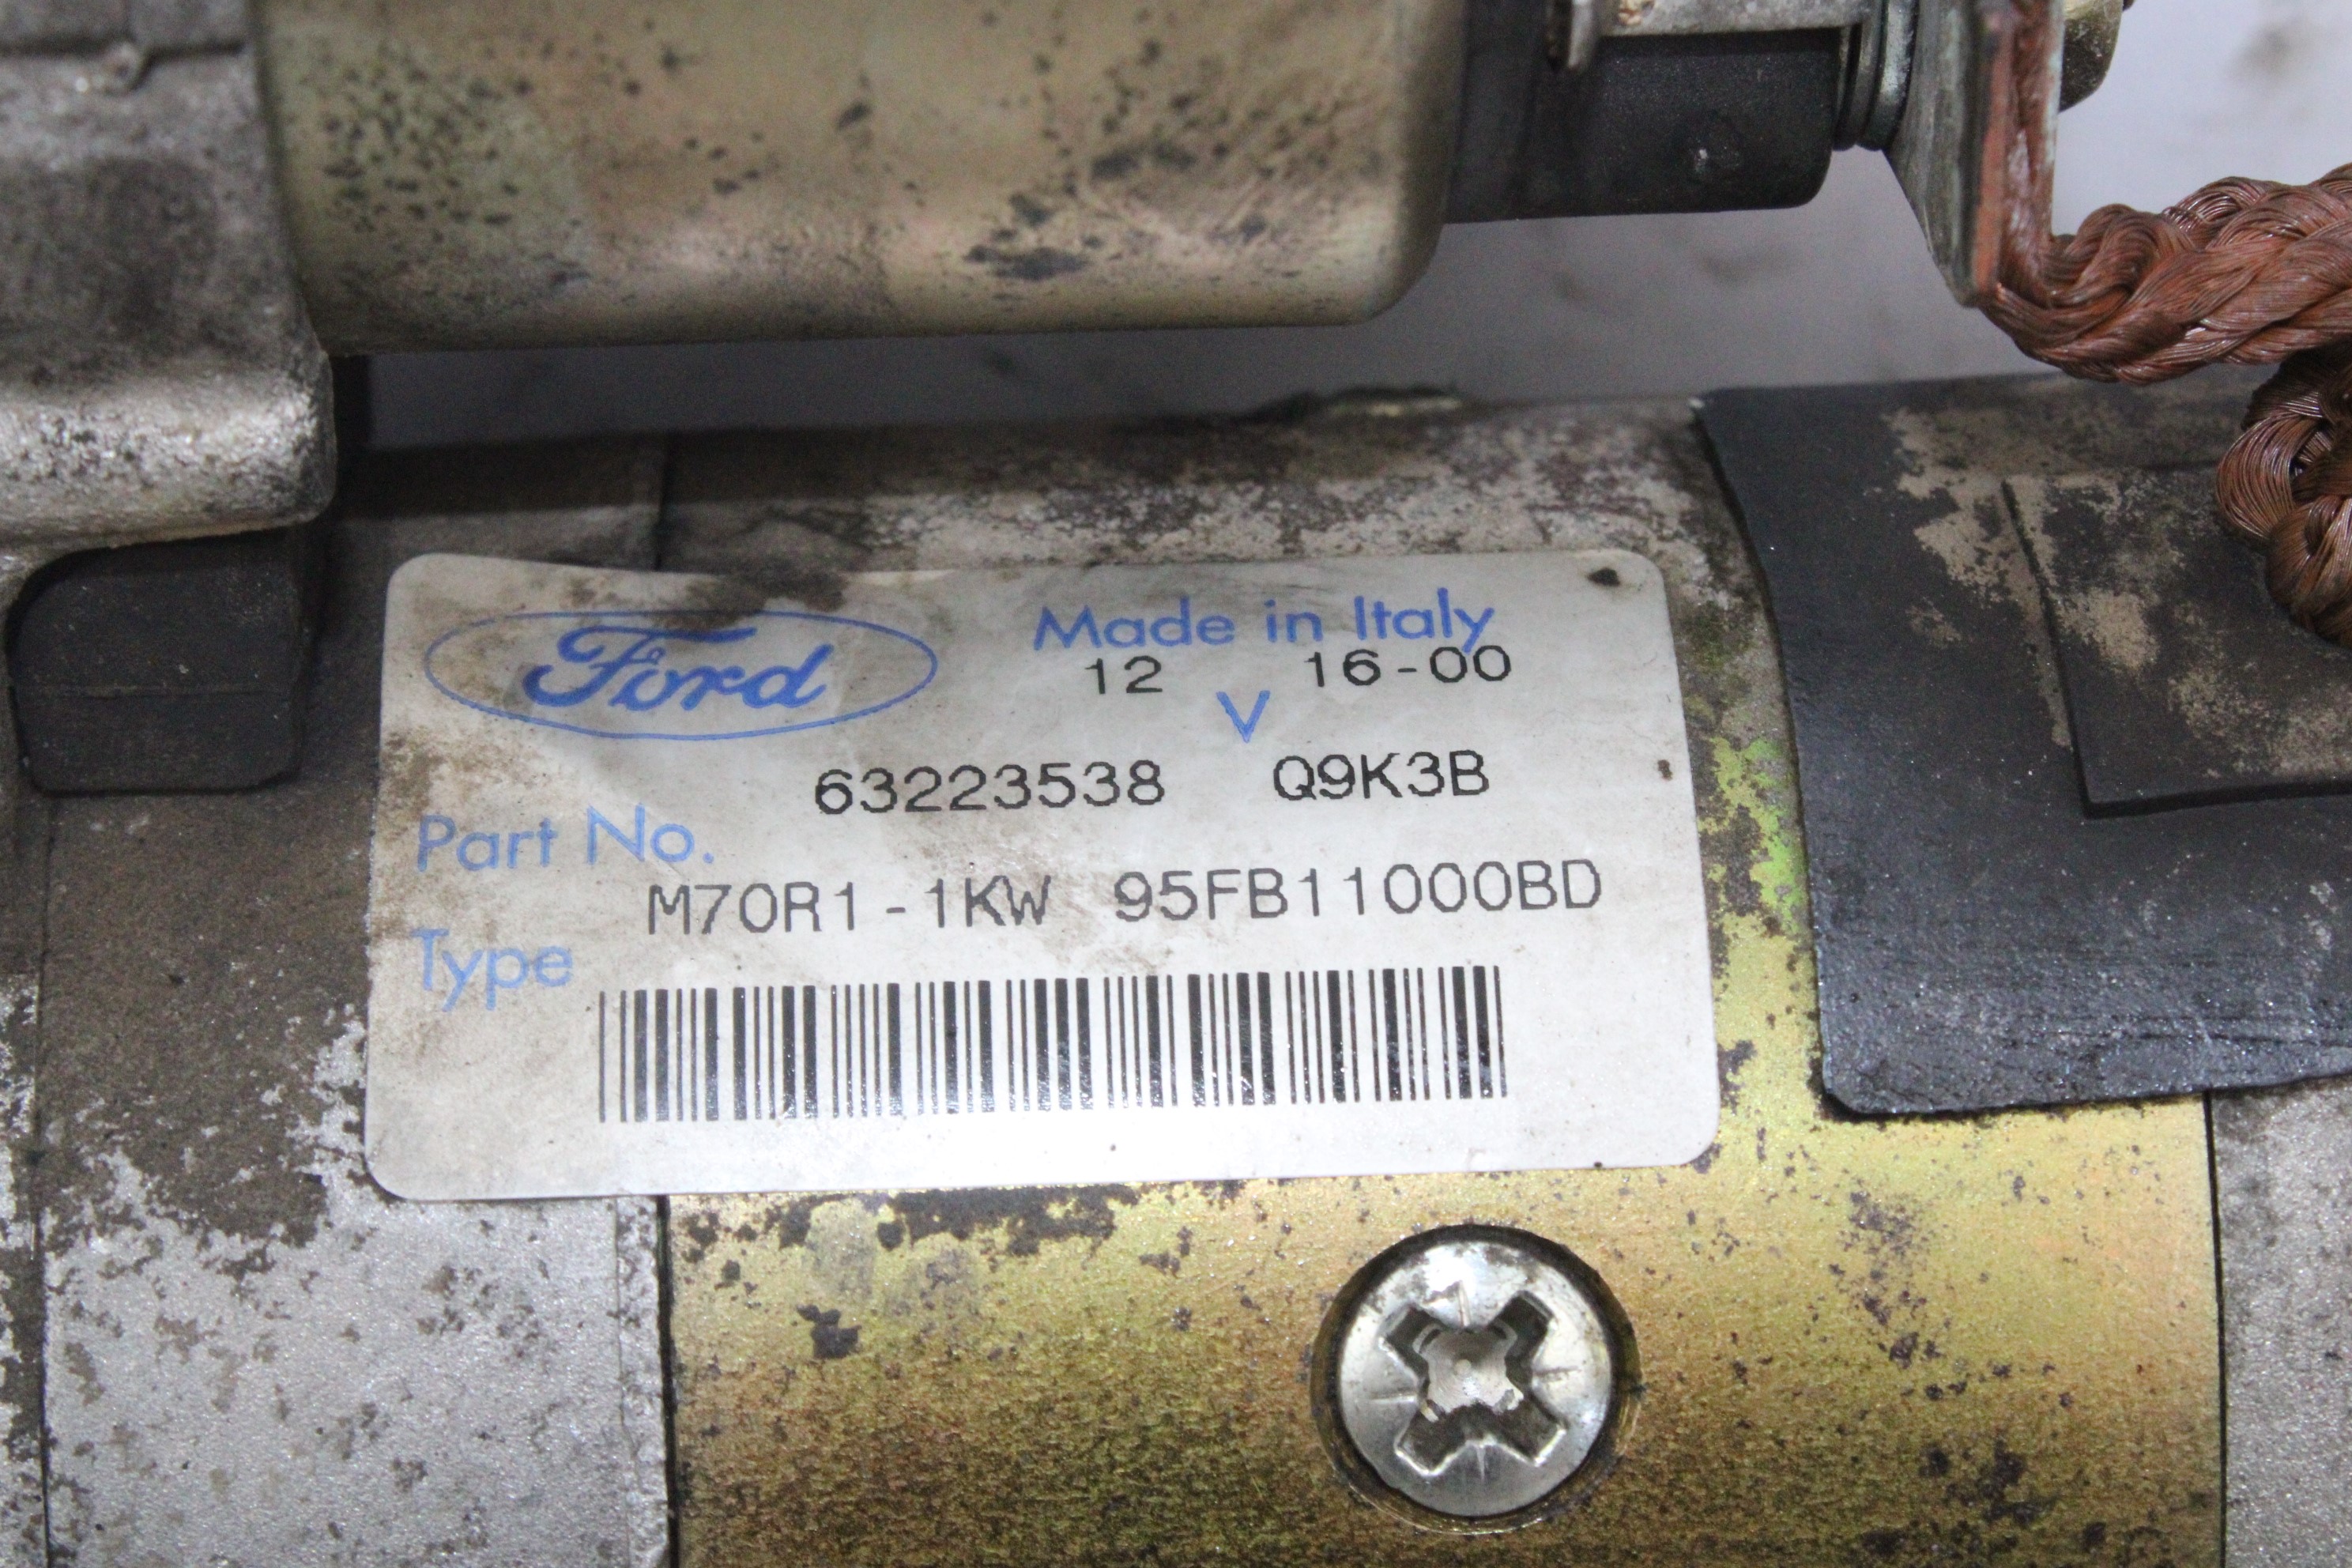 Ford Made in Italy
12 16-00
V
63223538 Q9K3B
Part No.
M70R1-1KW 95FB11000BD
Type